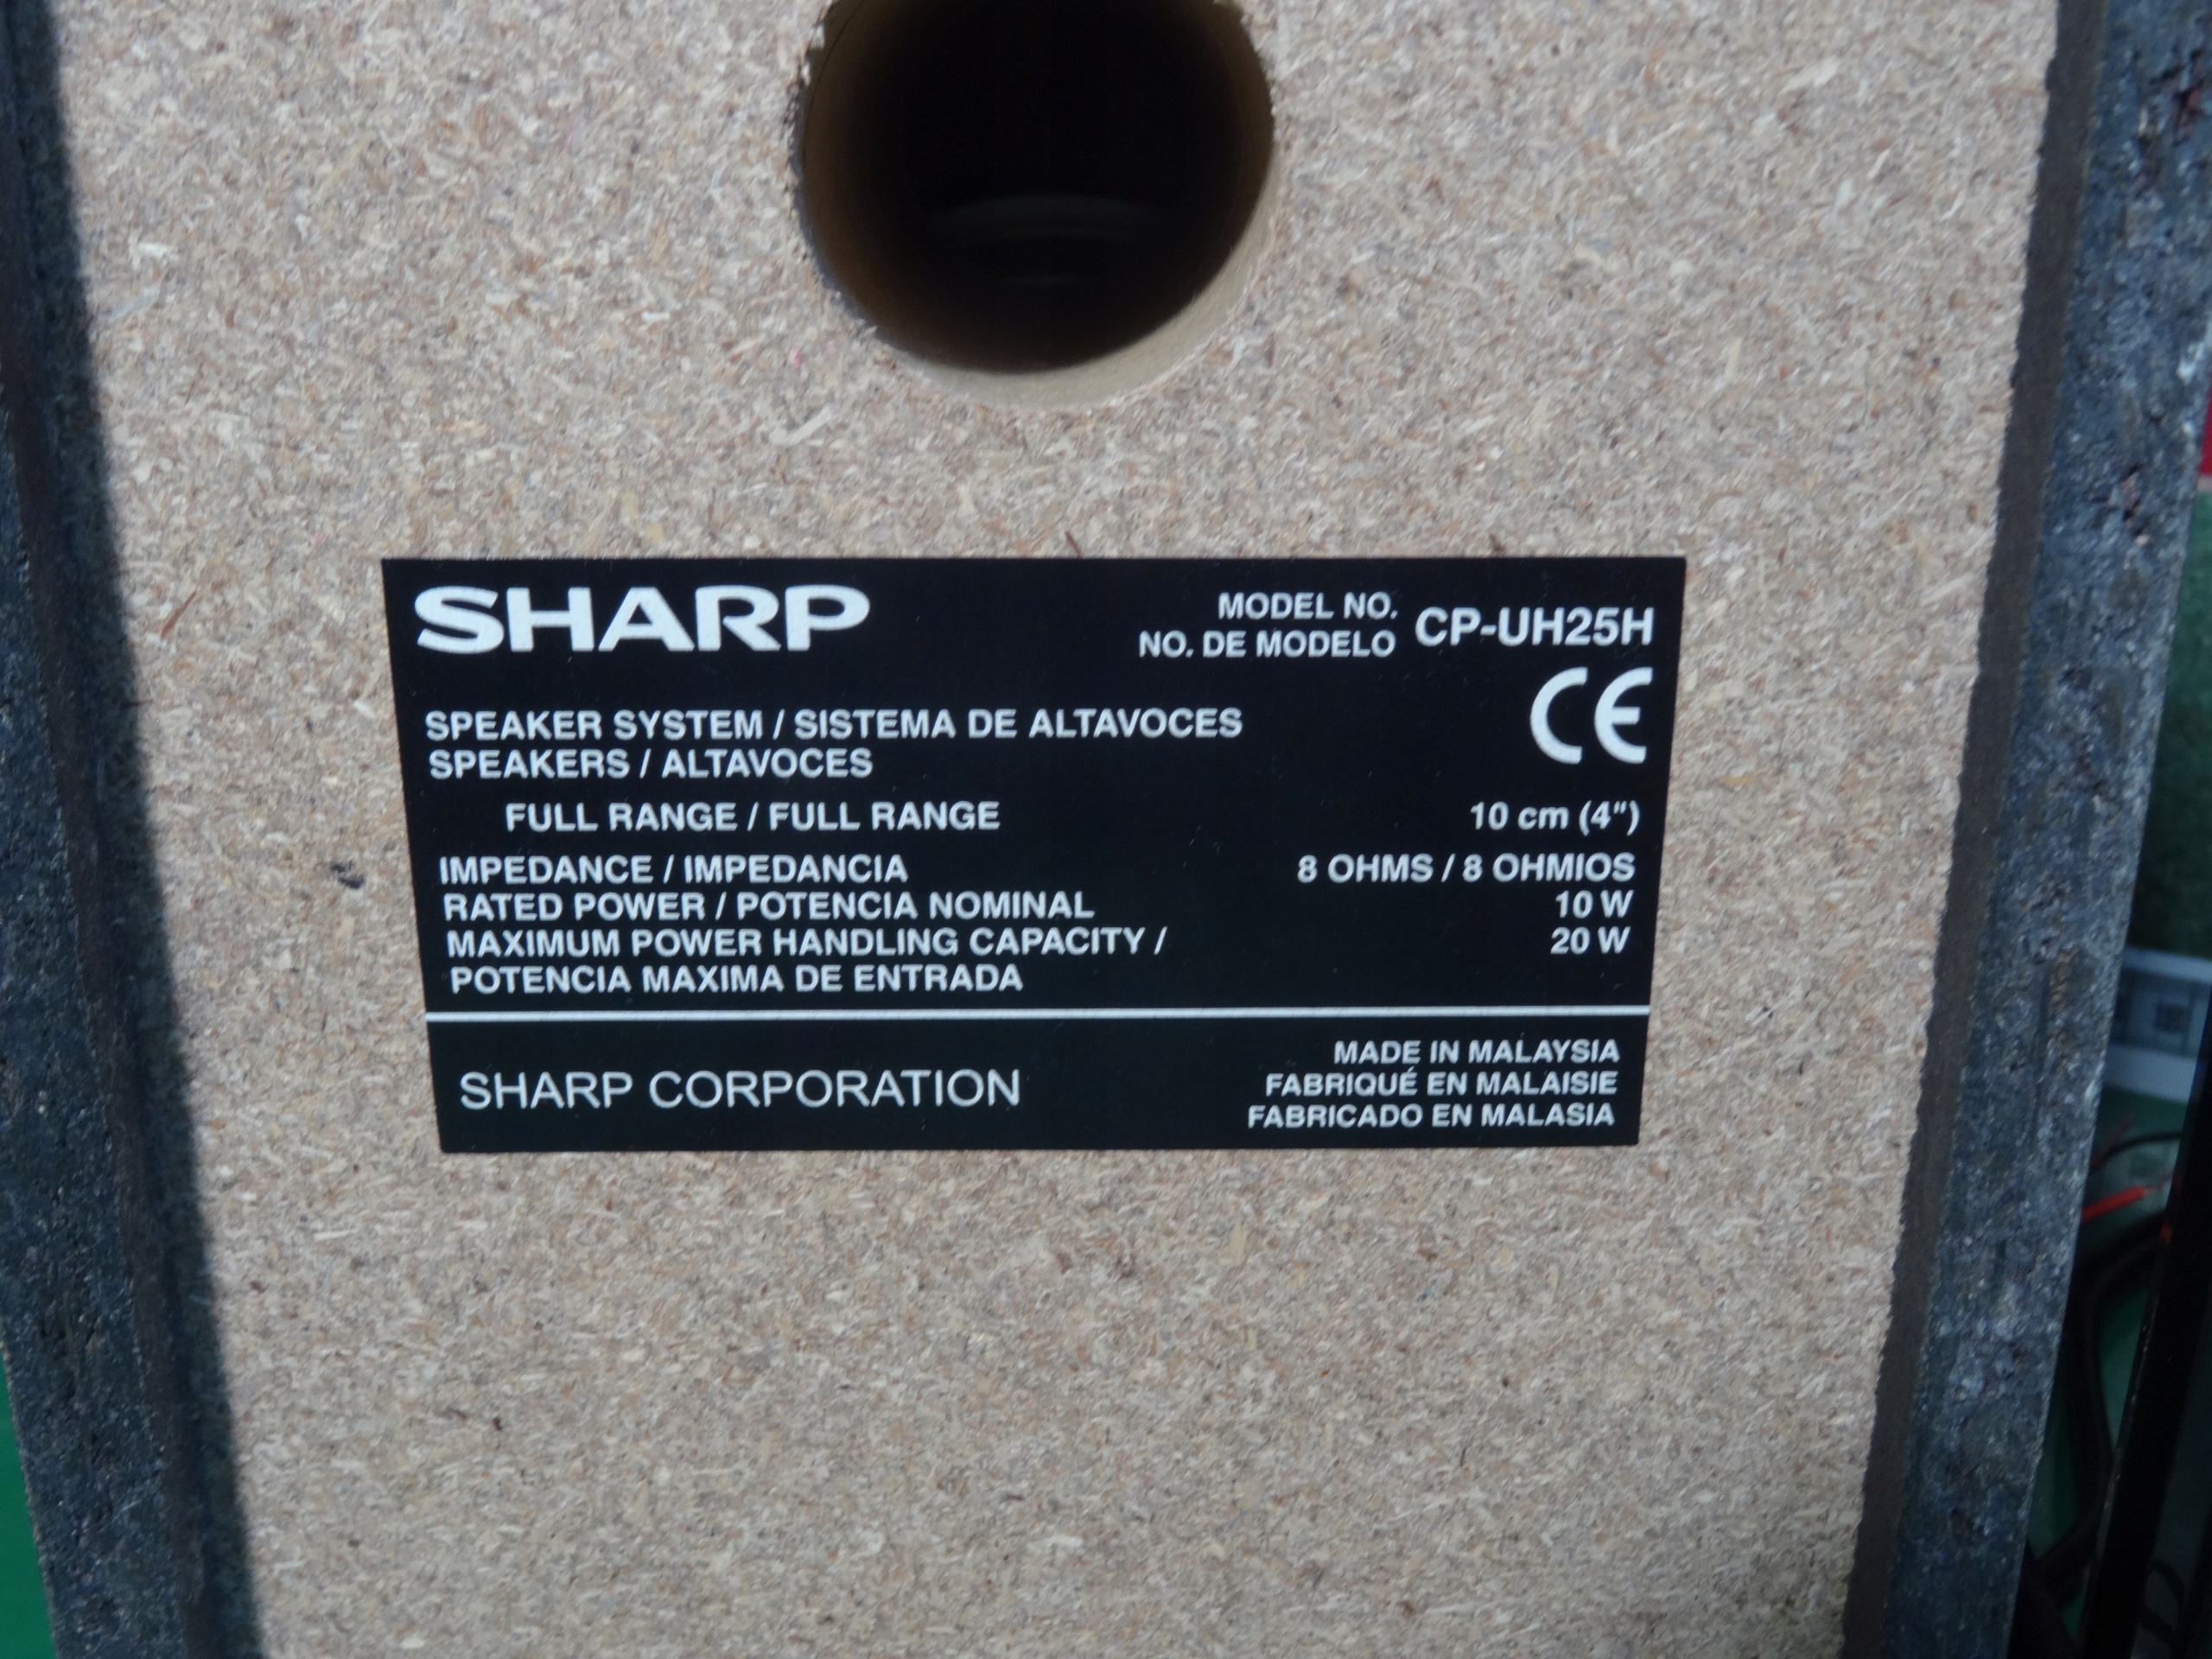 SHARP
MODEL NO.
NO. DE MODELO
CP-UH25H
CE
SPEAKER SYSTEM / SISTEMA DE ALTAVOCES
SPEAKERS / ALTAVOCES
FULL RANGE / FULL RANGE 10 cm (4")
IMPEDANCE / IMPEDANCIA 8 OHMS / 8 OHMIOS
RATED POWER / POTENCIA NOMINAL 10 W
MAXIMUM POWER HANDLING CAPACITY / 20 W
POTENCIA MAXIMA DE ENTRADA
SHARP CORPORATION
MADE IN MALAYSIA
FABRIQUÉ EN MALAISIE
FABRICADO EN MALASIA